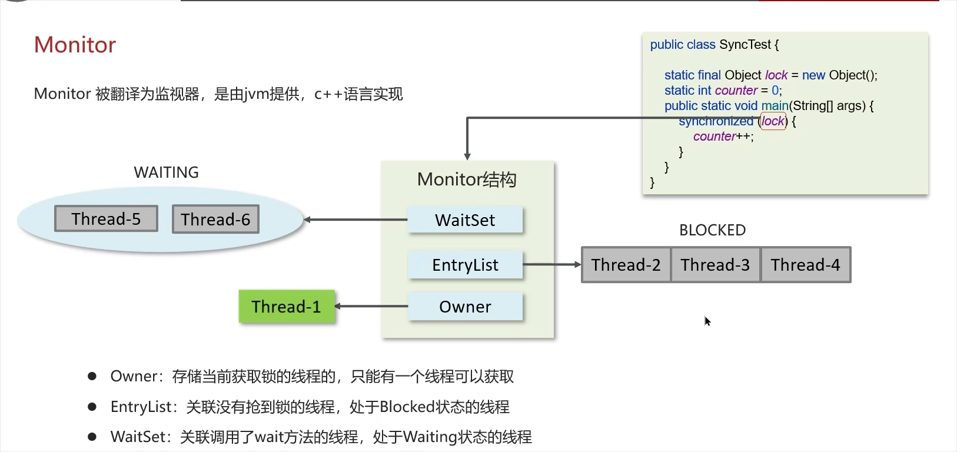 Monitor
Monitor 被翻译为监视器，是由jvm提供，c++语言实现
public class SyncTest {
static final Object lock = new Object();
static int counter = 0;
public static void main(String[] args) {
synchronized (lock) {
counter++;
}
}
}
WAITING
Thread-5
Thread-6
Monitor结构
WaitSet
EntryList
Owner
Thread-1
BLOCKED
Thread-2
Thread-3
Thread-4
● Owner：存储当前获取锁的线程的，只能有一个线程可以获取
● EntryList：关联没有抢到锁的线程，处于Blocked状态的线程
● WaitSet：关联调用了wait方法的线程，处于Waiting状态的线程